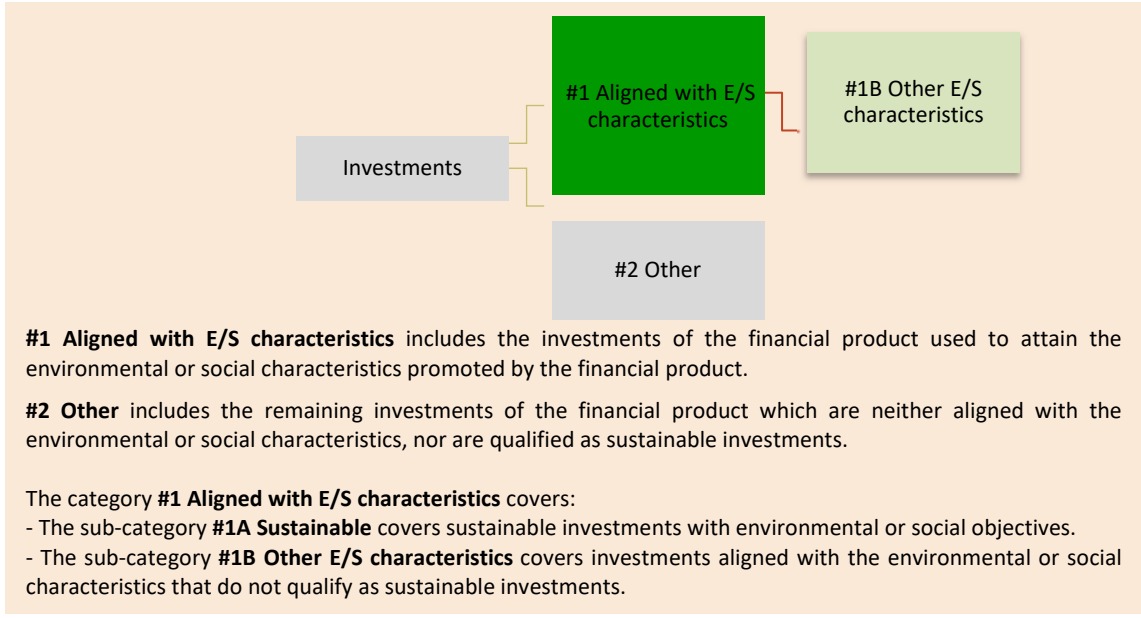 #1 Aligned with E/S
characteristics
#1B Other E/S
characteristics
Investments
#2 Other
#1 Aligned with E/S characteristics includes the investments of the financial product used to attain the
environmental or social characteristics promoted by the financial product.
#2 Other includes the remaining investments of the financial product which are neither aligned with the
environmental or social characteristics, nor are qualified as sustainable investments.
The category #1 Aligned with E/S characteristics covers:
- The sub-category #1A Sustainable covers sustainable investments with environmental or social objectives.
- The sub-category #1B Other E/S characteristics covers investments aligned with the environmental or social
characteristics that do not qualify as sustainable investments.